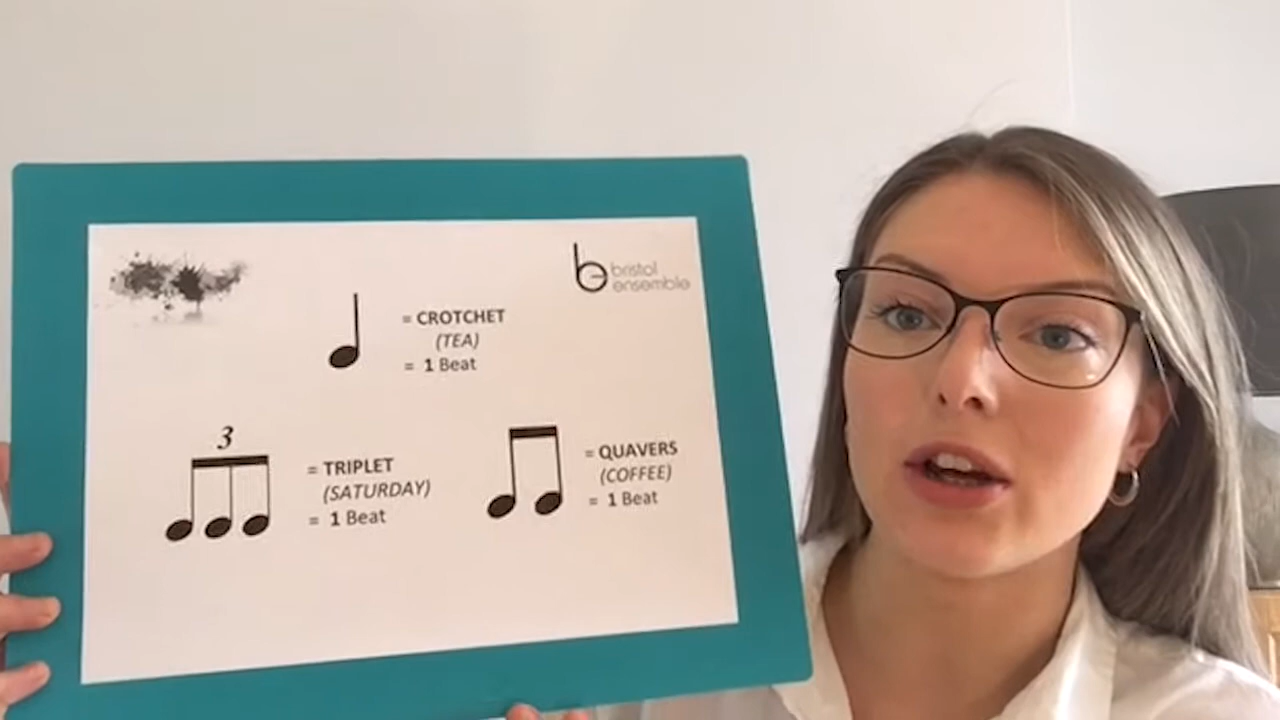 bristol
ensemble
= CROTCHET
(TEA)
= 1 Beat
3
= TRIPLET
(SATURDAY)
= 1 Beat
= QUAVERS
(COFFEE)
= 1 Beat